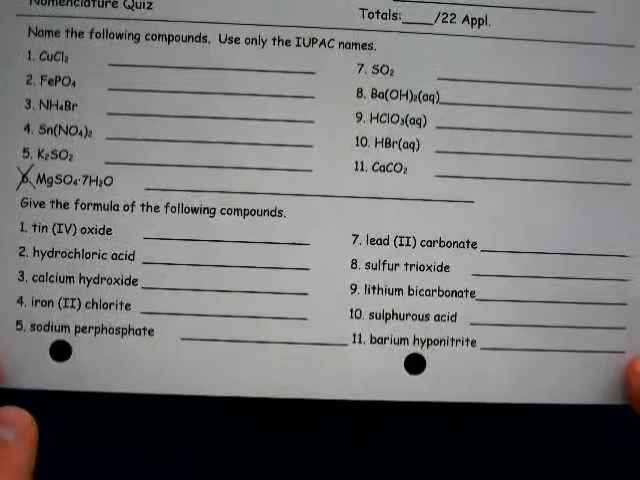 Nomenclature Quiz
Totals:____/22 Appl.
Name the following compounds. Use only the IUPAC names.
1. CuCl₂
2. FePO₄
3. NH₄Br
4. Sn(NO₄)₂
5. K₂SO₂
6. MgSO₄·7H₂O
7. SO₂
8. Ba(OH)₂(aq)
9. HClO₃(aq)
10. HBr(aq)
11. CaCO₂
Give the formula of the following compounds.
1. tin (IV) oxide
2. hydrochloric acid
3. calcium hydroxide
4. iron (II) chlorite
5. sodium perphosphate
7. lead (II) carbonate
8. sulfur trioxide
9. lithium bicarbonate
10. sulphurous acid
11. barium hyponitrite